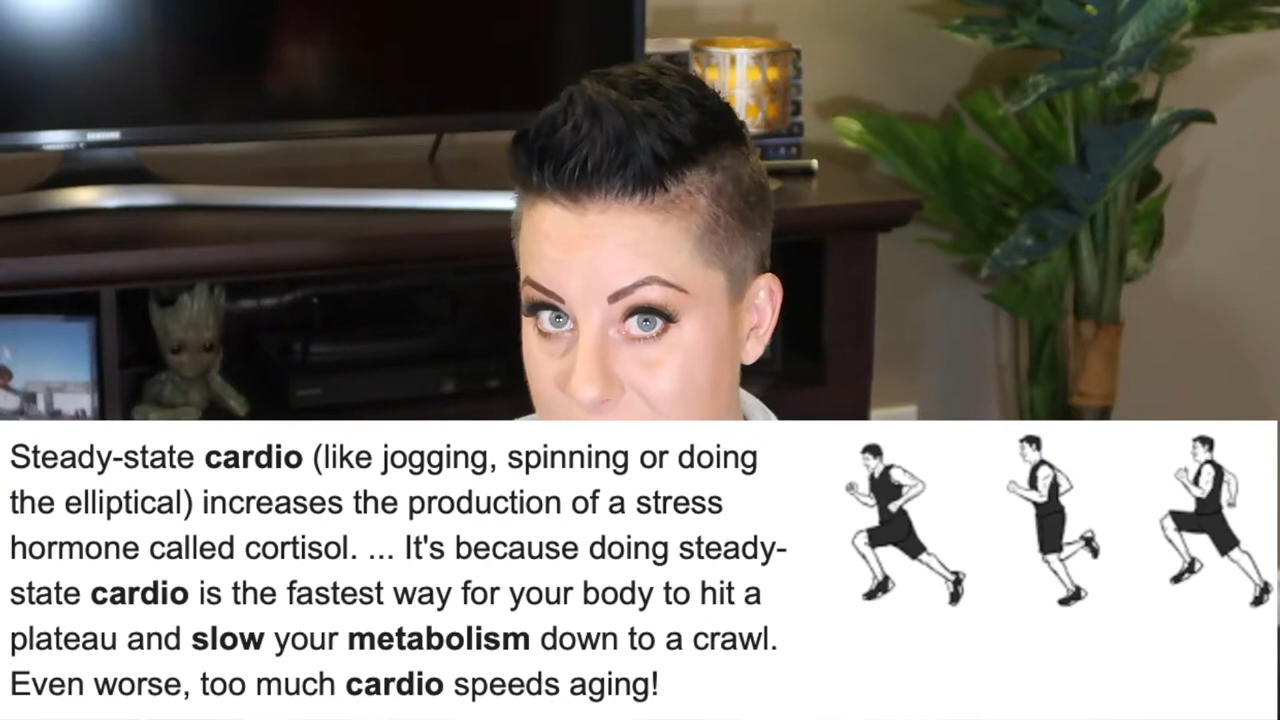 SAMSUNG
Steady-state cardio (like jogging, spinning or doing
the elliptical) increases the production of a stress
hormone called cortisol. ... It's because doing steady-
state cardio is the fastest way for your body to hit a
plateau and slow your metabolism down to a crawl.
Even worse, too much cardio speeds aging!